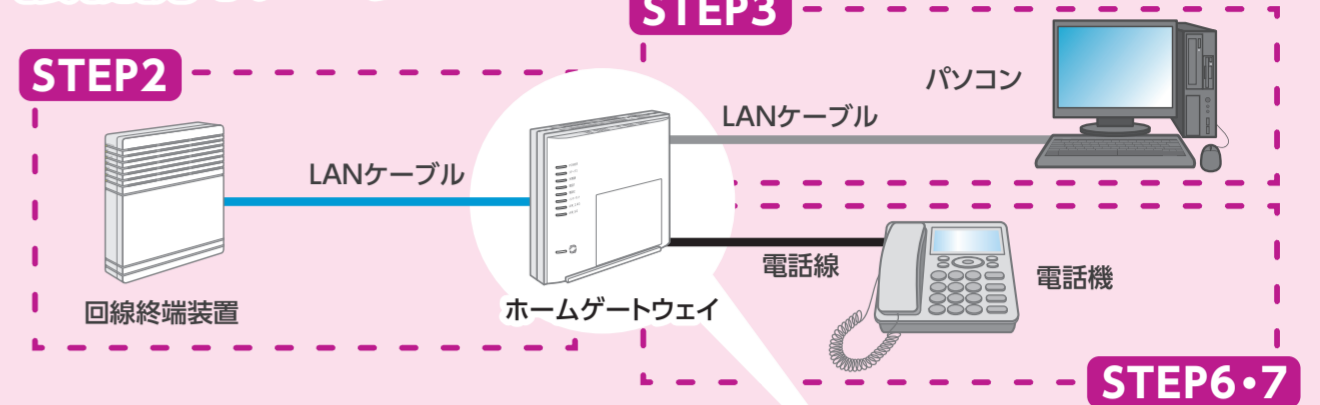 STEP3
STEP2
パソコン
LANケーブル
LANケーブル
電話線
電話機
回線終端装置
ホームゲートウェイ
STEP6•7